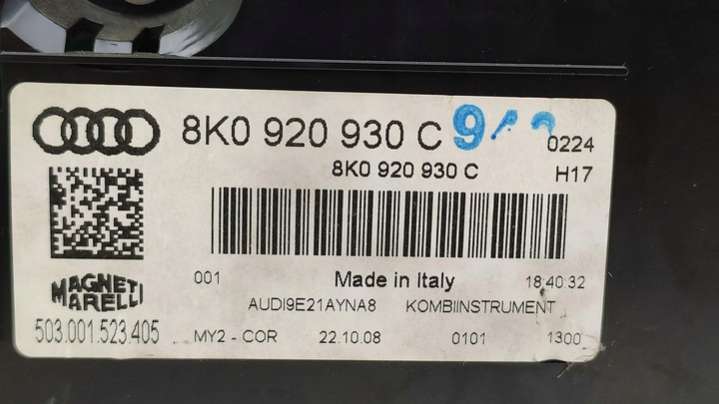 8K0 920 930 C 9
0224
8K0 920 930 C
H17
001
Made in Italy
18:40:32
MAGNETI
MARELLI
AUDI9E21AYNA8 KOMBIINSTRUMENT
503.001.523.405
MY2 - COR 22.10.08 0101 1300